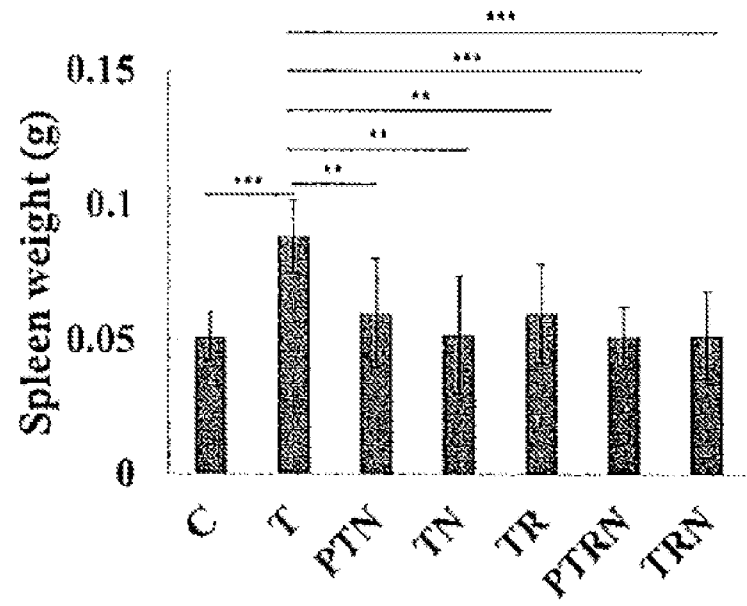 ***
0.15
***
**
**
***
**
0.1
Spleen weight (g)
0.05
0
C
T
PTN
TN
TR
PTRN
TRN